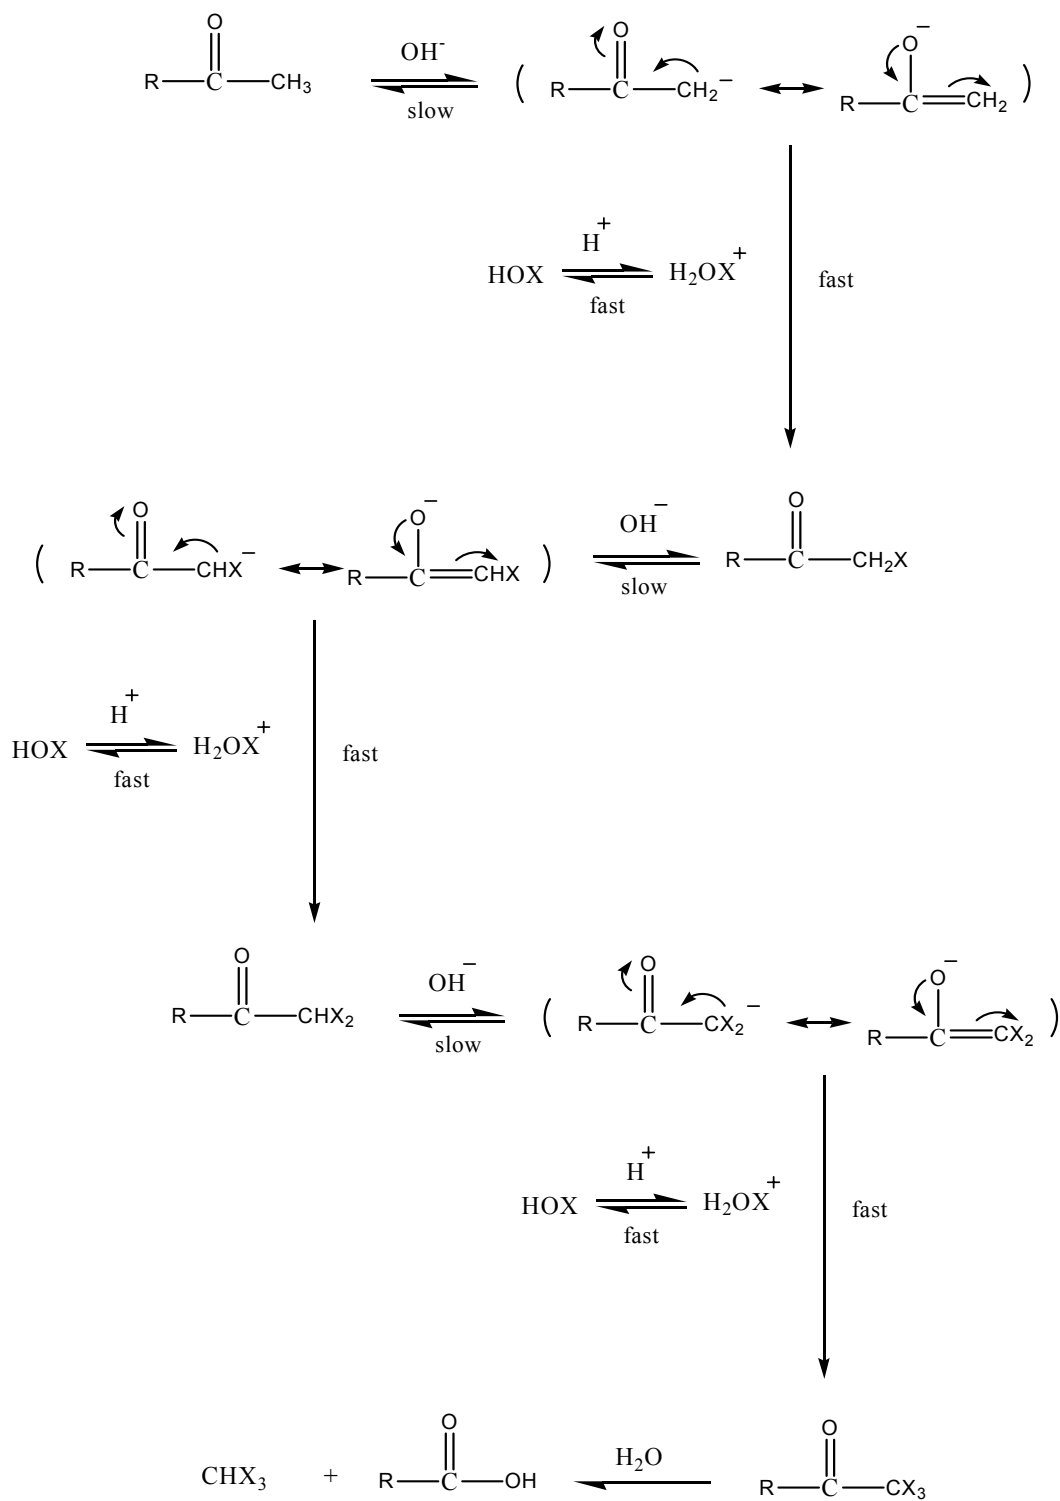 O
R C CH3
OH-
slow
( O R C CH2− O− R C CH2 )
HOX H+ fast H2OX+ fast
( O R C CHX− O− R C CHX ) OH− slow O R C CH2X
HOX H+ fast H2OX+ fast
O R C CHX2 OH− slow ( O R C CX2− O− R C CX2 )
HOX H+ fast H2OX+ fast
CHX3 + O R C OH H2O O R C CX3